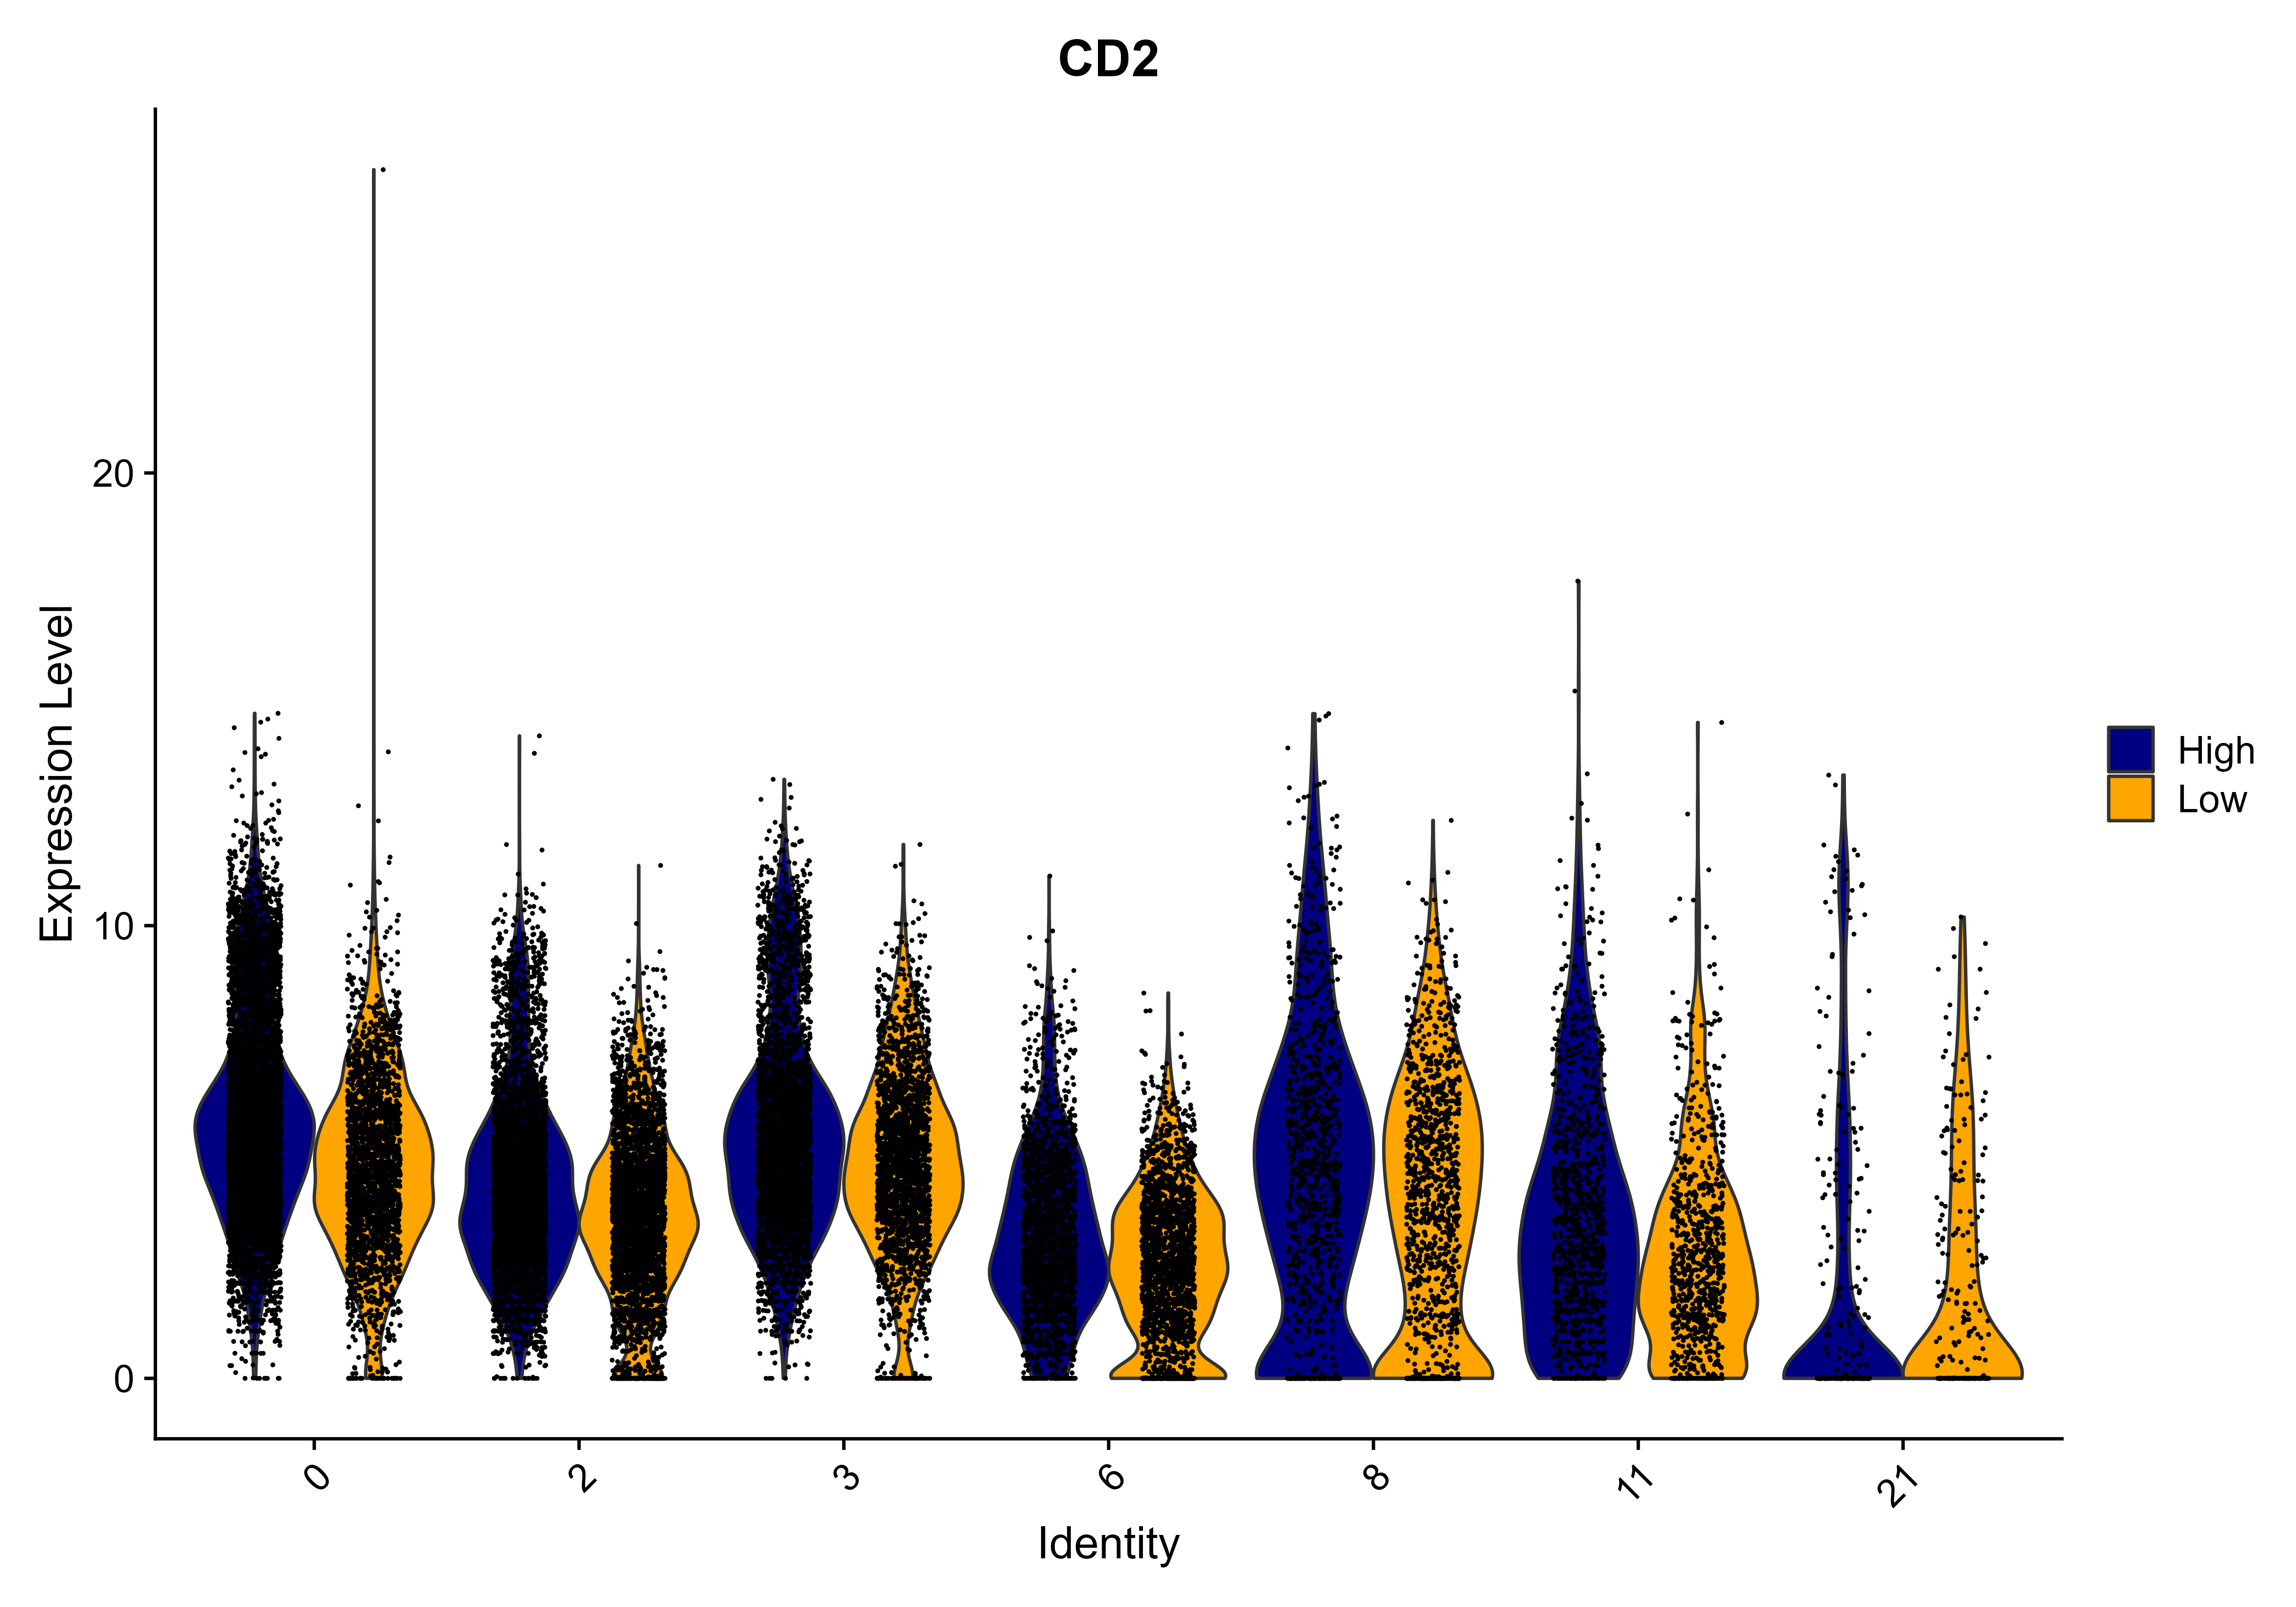 CD2
Expression Level
20
10
0
0 2 3 6 8 11 21
Identity
High
Low